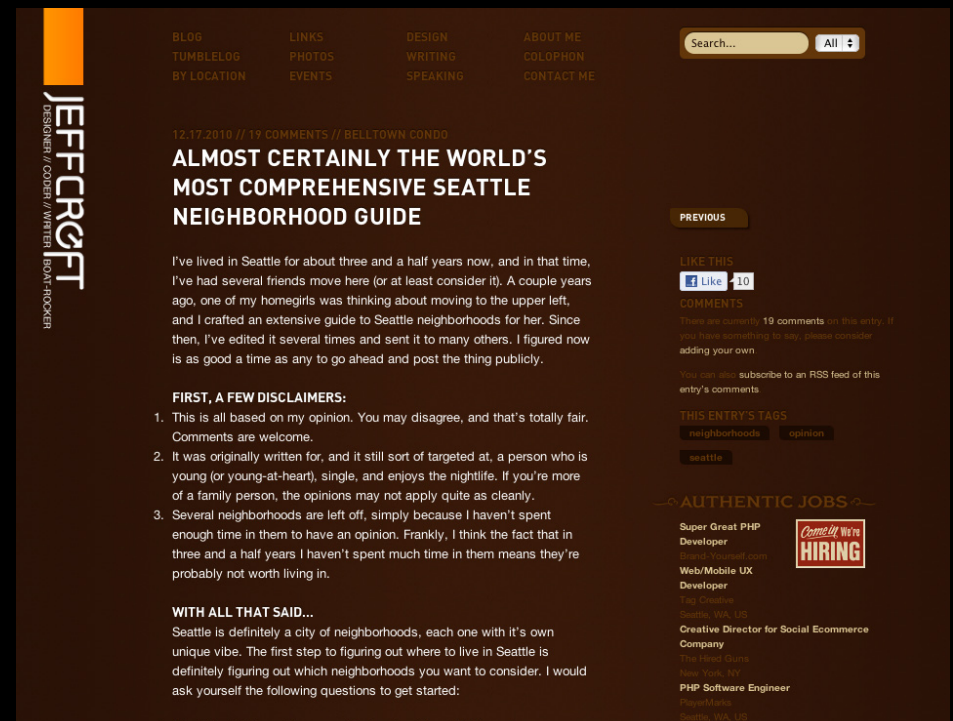 BLOG LINKS DESIGN ABOUT ME
TUMBLELOG PHOTOS WRITING COLOPHON
BY LOCATION EVENTS SPEAKING CONTACT ME
Search... All
JEFFCROFT
DESIGNER // CODER // WRITER BOAT-ROCKER
12.17.2010 // 19 COMMENTS // BELLTOWN CONDO
ALMOST CERTAINLY THE WORLD'S
MOST COMPREHENSIVE SEATTLE
NEIGHBORHOOD GUIDE
I've lived in Seattle for about three and a half years now, and in that time,
I've had several friends move here (or at least consider it). A couple years
ago, one of my homegirls was thinking about moving to the upper left,
and I crafted an extensive guide to Seattle neighborhoods for her. Since
then, I've edited it several times and sent it to many others. I figured now
is as good a time as any to go ahead and post the thing publicly.
FIRST, A FEW DISCLAIMERS:
1. This is all based on my opinion. You may disagree, and that's totally fair.
Comments are welcome.
2. It was originally written for, and it still sort of targeted at, a person who is
young (or young-at-heart), single, and enjoys the nightlife. If you're more
of a family person, the opinions may not apply quite as cleanly.
3. Several neighborhoods are left off, simply because I haven't spent
enough time in them to have an opinion. Frankly, I think the fact that in
three and a half years I haven't spent much time in them means they're
probably not worth living in.
WITH ALL THAT SAID...
Seattle is definitely a city of neighborhoods, each one with it's own
unique vibe. The first step to figuring out where to live in Seattle is
definitely figuring out which neighborhoods you want to consider. I would
ask yourself the following questions to get started:
PREVIOUS
LIKE THIS
Like 10
COMMENTS
There are currently 19 comments on this entry. If
you have something to say, please consider
adding your own
You can also subscribe to an RSS feed of this
entry's comments
THIS ENTRY'S TAGS
neighborhoods opinion
seattle
AUTHENTIC JOBS
Super Great PHP
Developer
Brand-Yourself.com
Web/Mobile UX
Developer
Tag Creative
Seattle, WA, US
Creative Director for Social Ecommerce
Company
The Hired Guns
New York, NY
PHP Software Engineer
PlayerMarks
Seattle, WA, US
Come in We're
HIRING